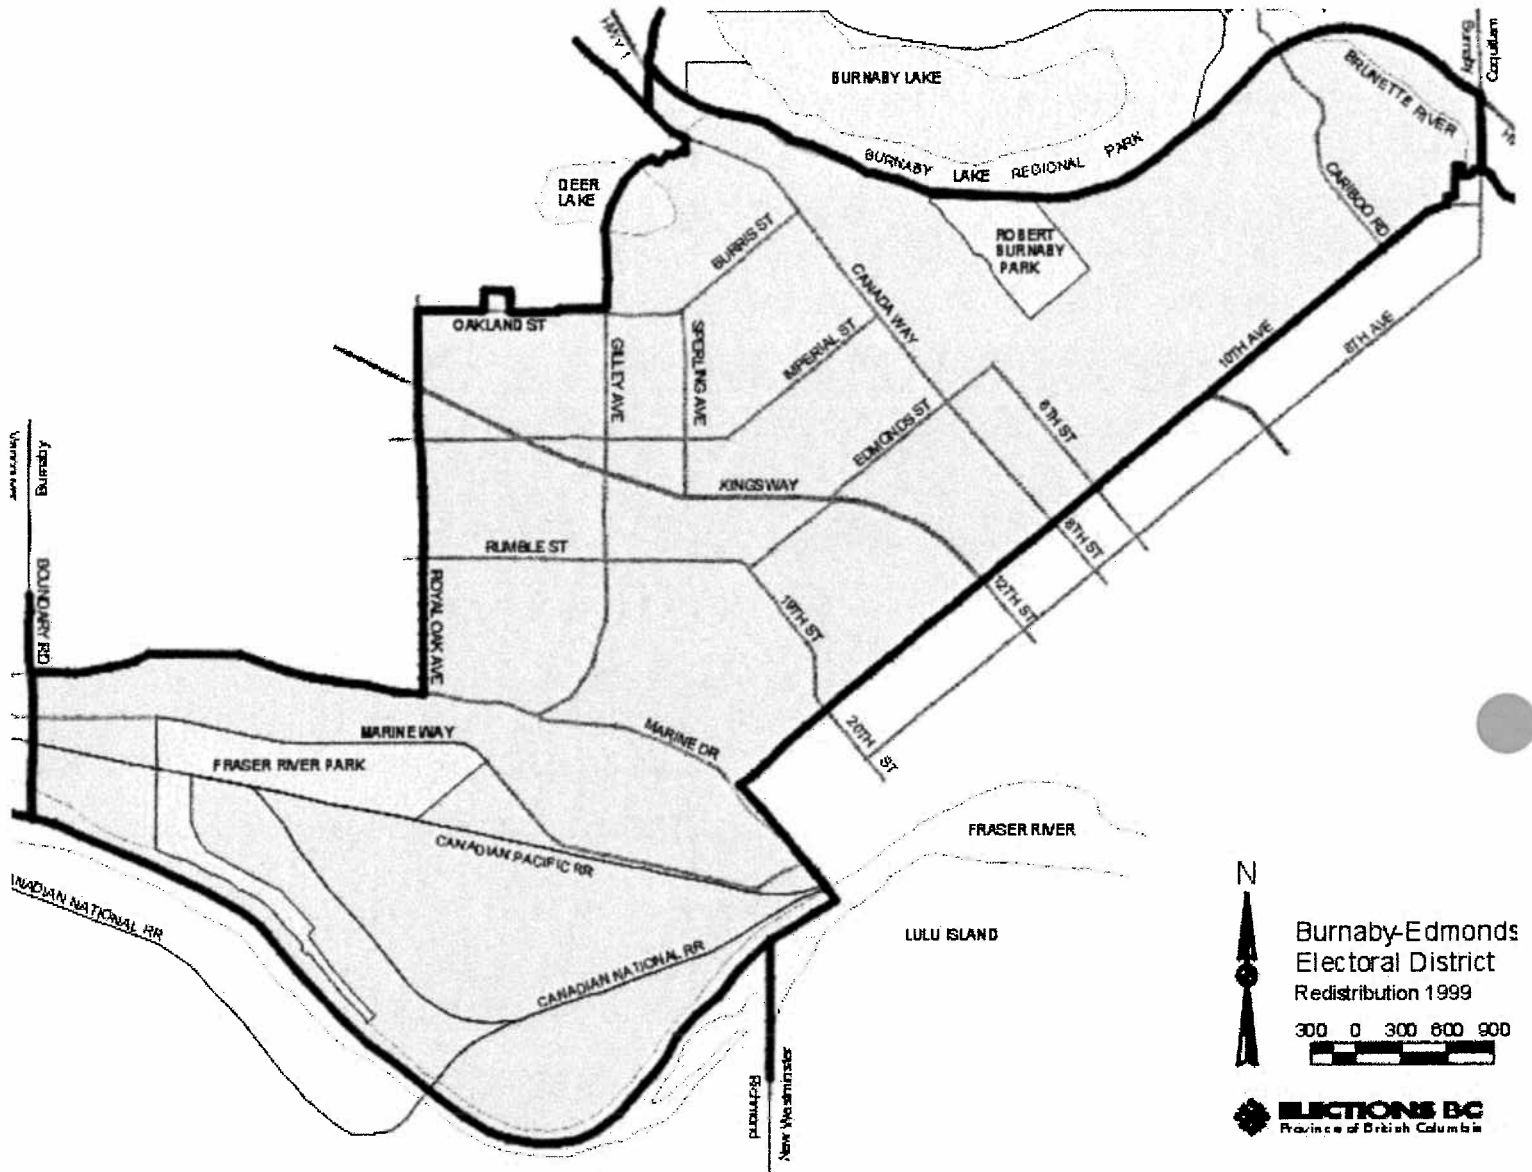 HWY 1
BURNABY LAKE
Burnaby
Coquitlam
BRUNETTE RIVER
BURNABY LAKE REGIONAL PARK
DEER
LAKE
CARIBOO RD
BURRIS ST
ROBERT
BURNABY
PARK
CANADA WAY
OAKLAND ST
GILLEY AVE
SPERLING AVE
IMPERIAL ST
10TH AVE
8TH AVE
EDMONDS ST
6TH ST
Vancouver
Burnaby
KINGSWAY
RUMBLE ST
8TH ST
BOUNDARY RD
ROYAL OAK AVE
19TH ST
12TH ST
MARINE WAY
MARINE DR
20TH ST
FRASER RIVER PARK
FRASER RIVER
CANADIAN PACIFIC RR
NADIAN NATIONAL RR
CANADIAN NATIONAL RR
LULU ISLAND
N
Burnaby-Edmonds
Electoral District
Redistribution 1999
300 0 300 600 900
Richmond
New Westminster
ELECTIONS BC
Province of British Columbia